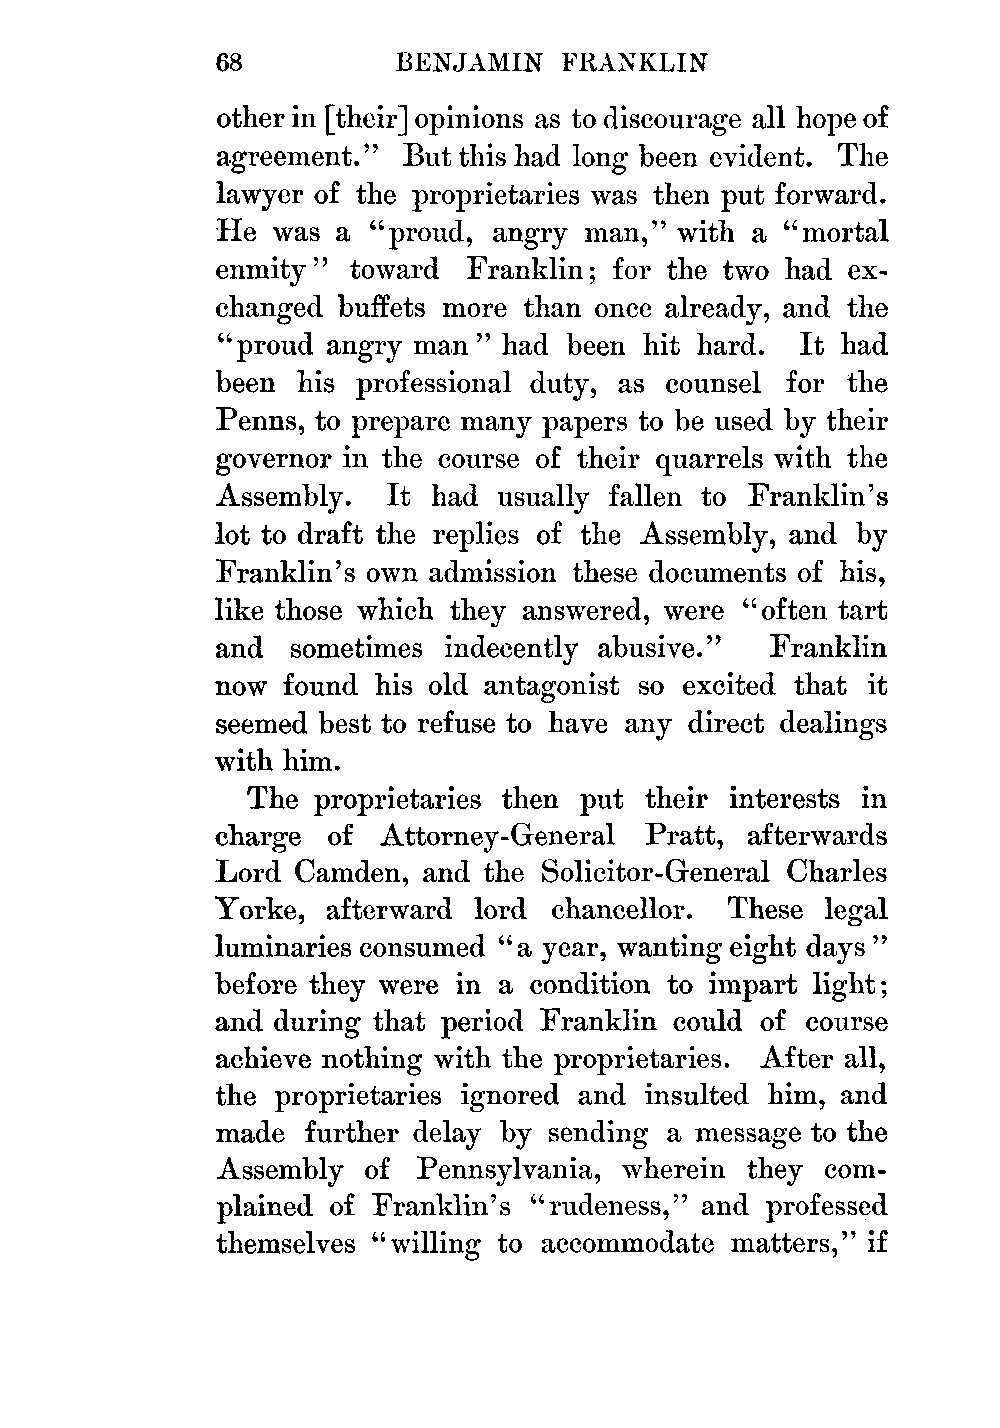 68 BENJAMIN FRANKLIN
other in [their] opinions as to discourage all hope of
agreement.” But this had long been evident. The
lawyer of the proprietaries was then put forward.
He was a “proud, angry man,” with a “mortal
enmity” toward Franklin; for the two had ex-
changed buffets more than once already, and the
“proud angry man” had been hit hard. It had
been his professional duty, as counsel for the
Penns, to prepare many papers to be used by their
governor in the course of their quarrels with the
Assembly. It had usually fallen to Franklin’s
lot to draft the replies of the Assembly, and by
Franklin’s own admission these documents of his,
like those which they answered, were “often tart
and sometimes indecently abusive.” Franklin
now found his old antagonist so excited that it
seemed best to refuse to have any direct dealings
with him.
The proprietaries then put their interests in
charge of Attorney-General Pratt, afterwards
Lord Camden, and the Solicitor-General Charles
Yorke, afterward lord chancellor. These legal
luminaries consumed “a year, wanting eight days”
before they were in a condition to impart light;
and during that period Franklin could of course
achieve nothing with the proprietaries. After all,
the proprietaries ignored and insulted him, and
made further delay by sending a message to the
Assembly of Pennsylvania, wherein they com-
plained of Franklin’s “rudeness,” and professed
themselves “willing to accommodate matters,” if